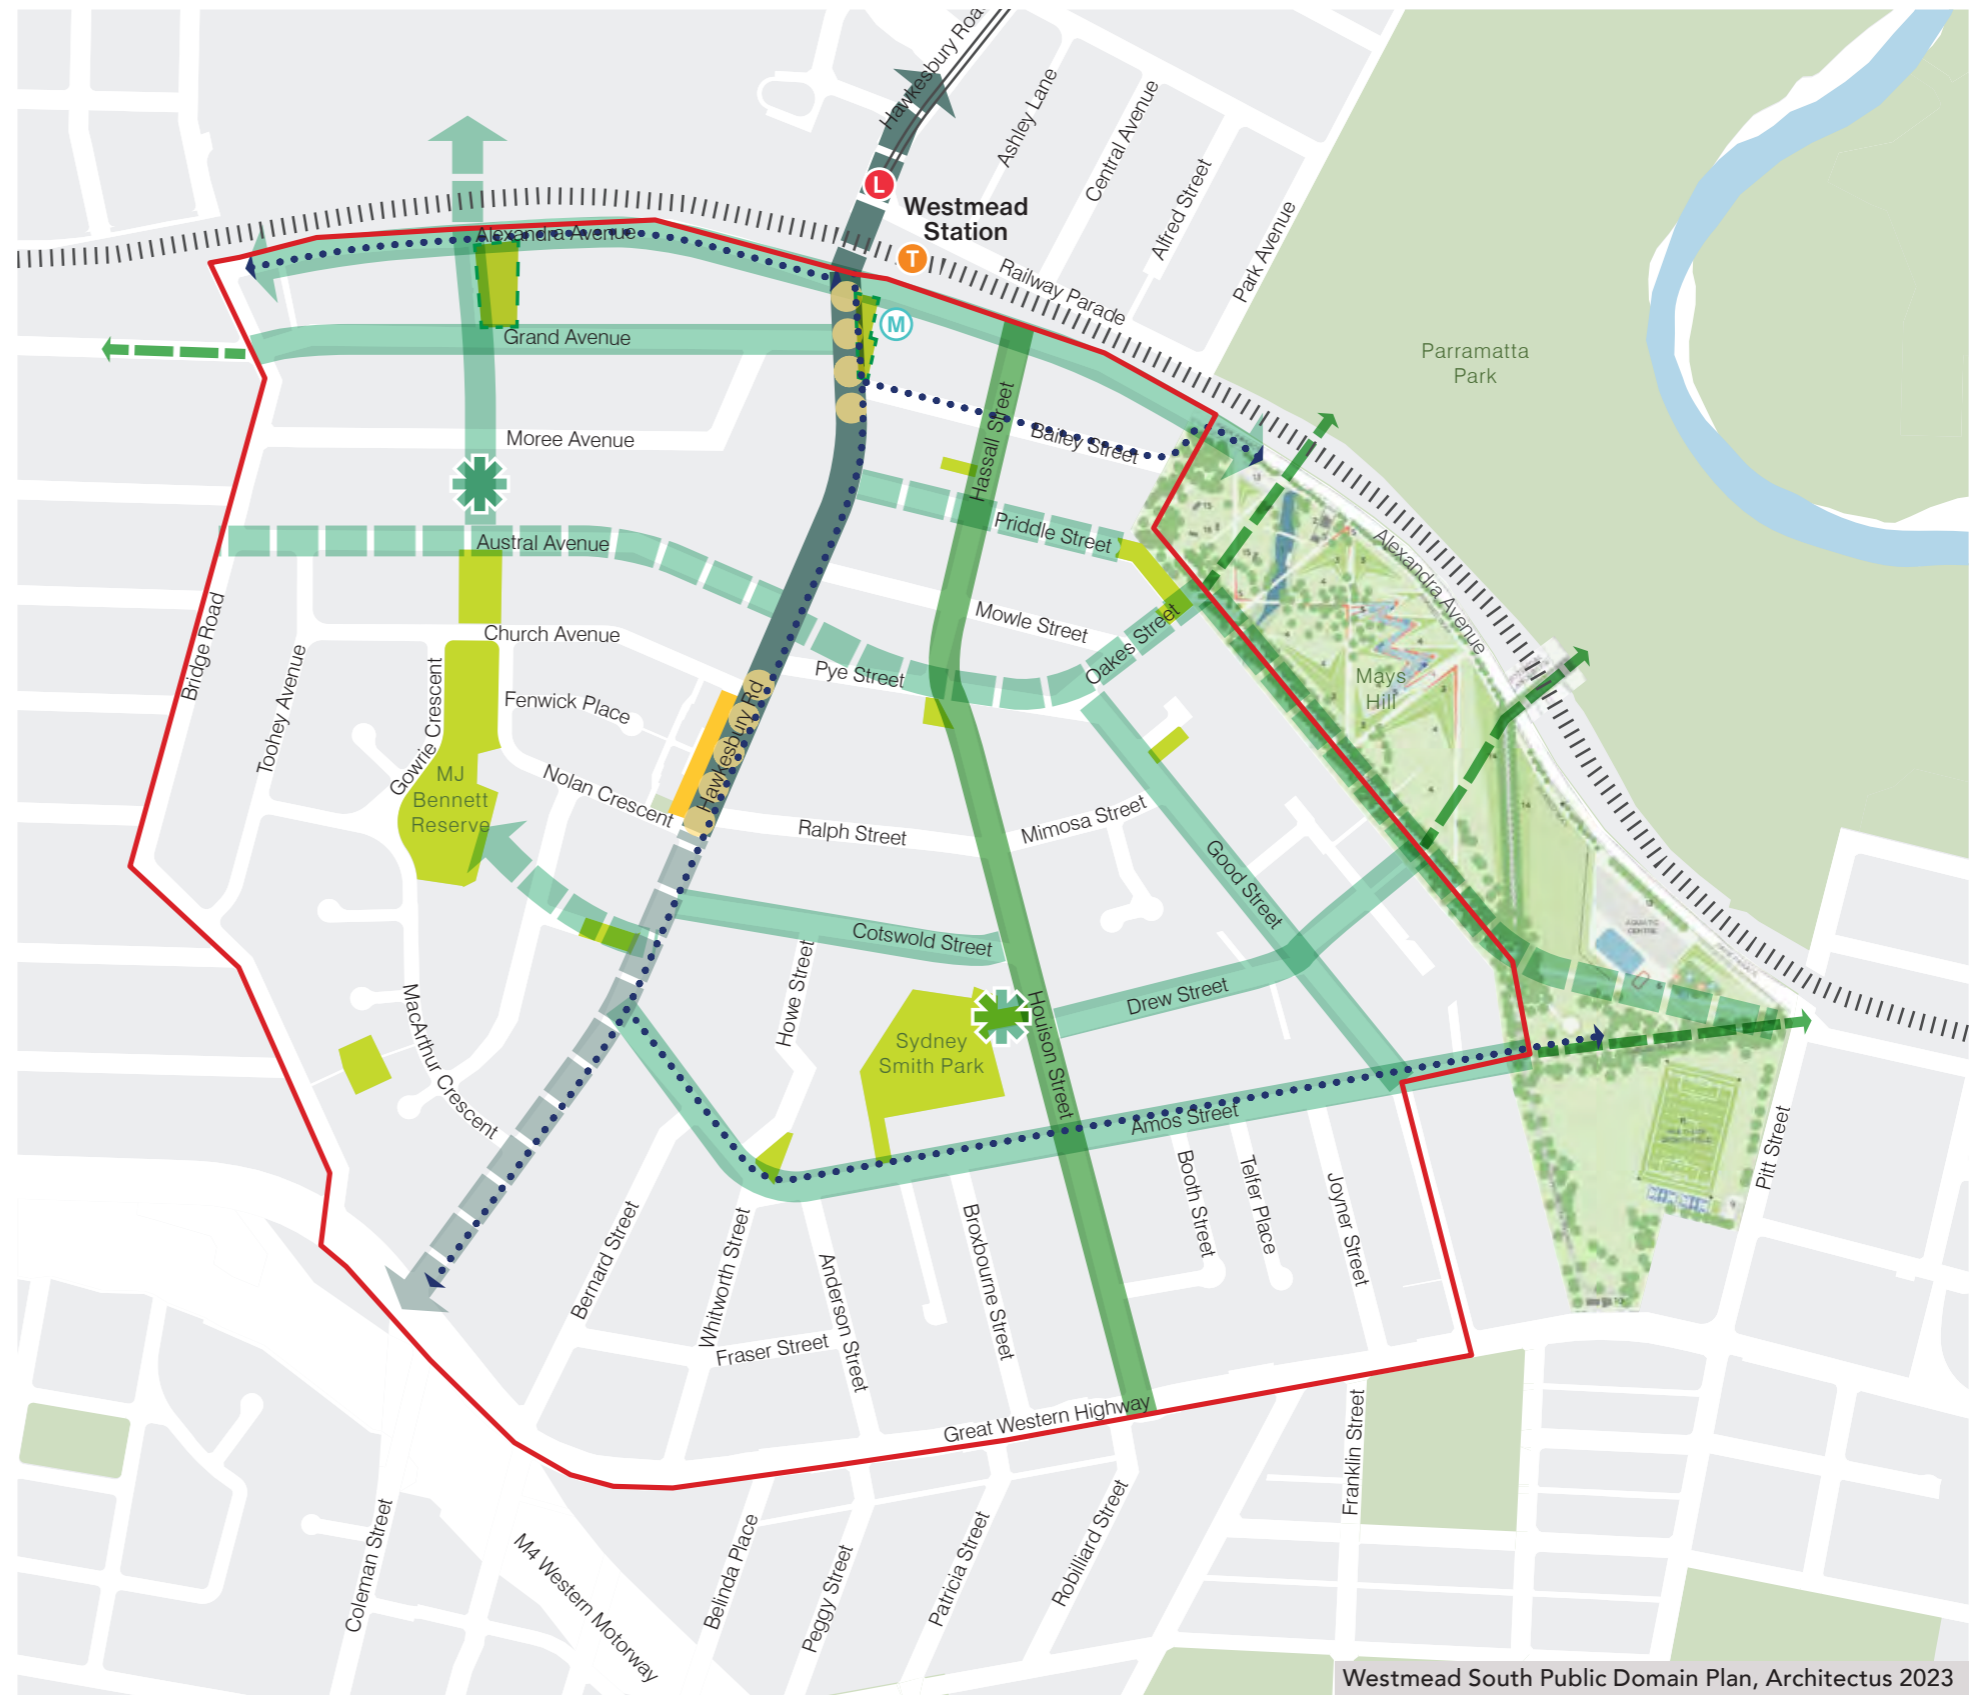 Hawkesbury Road
Ashley Lane
Central Avenue
Alfred Street
Park Avenue
L
Westmead
Station
T
Railway Parade
Alexandra Avenue
M
Grand Avenue
Parramatta
Park
Hassall Street
Bailey Street
Moree Avenue
Priddle Street
Austral Avenue
Alexandra Avenue
Mowle Street
Oakes Street
Church Avenue
Bridge Road
Toohey Avenue
Gowrie Crescent
Fenwick Place
Pye Street
Mays
Hill
Hawkesbury Rd
MJ
Bennett
Reserve
Nolan Crescent
Ralph Street
Mimosa Street
Good Street
Cotswold Street
AQUATIC
CENTRE
Howe Street
Drew Street
MacArthur Crescent
Sydney
Smith Park
Houison Street
Amos Street
Pitt Street
Booth Street
Telfer Place
Joyner Street
Bernard Street
Whitworth Street
Anderson Street
Broxbourne Street
Fraser Street
Great Western Highway
Franklin Street
Coleman Street
M4 Western Motorway
Belinda Place
Peggy Street
Patricia Street
Robilliard Street
Westmead South Public Domain Plan, Architectus 2023